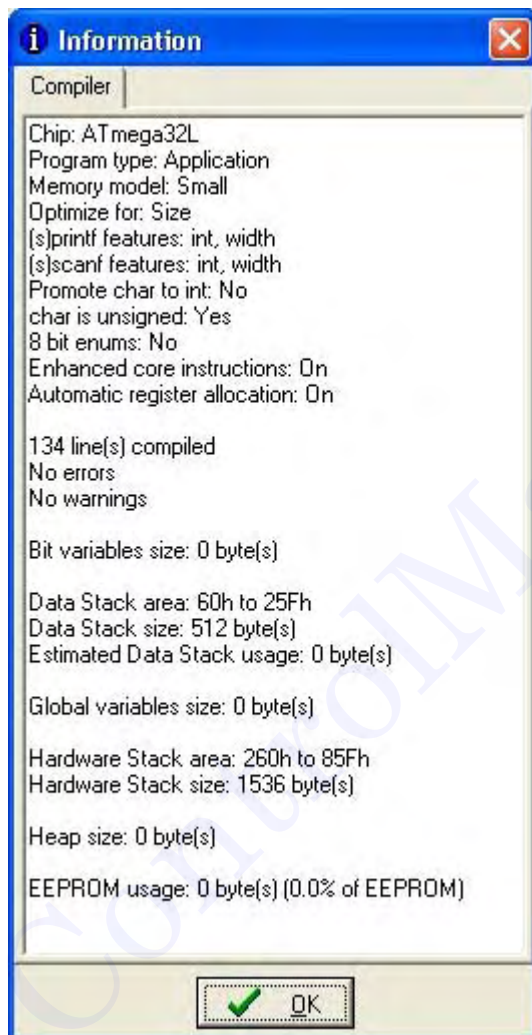 Information
Compiler
Chip: ATmega32L
Program type: Application
Memory model: Small
Optimize for: Size
(s)printf features: int, width
(s)scanf features: int, width
Promote char to int: No
char is unsigned: Yes
8 bit enums: No
Enhanced core instructions: On
Automatic register allocation: On
134 line(s) compiled
No errors
No warnings
Bit variables size: 0 byte(s)
Data Stack area: 60h to 25Fh
Data Stack size: 512 byte(s)
Estimated Data Stack usage: 0 byte(s)
Global variables size: 0 byte(s)
Hardware Stack area: 260h to 85Fh
Hardware Stack size: 1536 byte(s)
Heap size: 0 byte(s)
EEPROM usage: 0 byte(s) (0.0% of EEPROM)
OK
ControlM